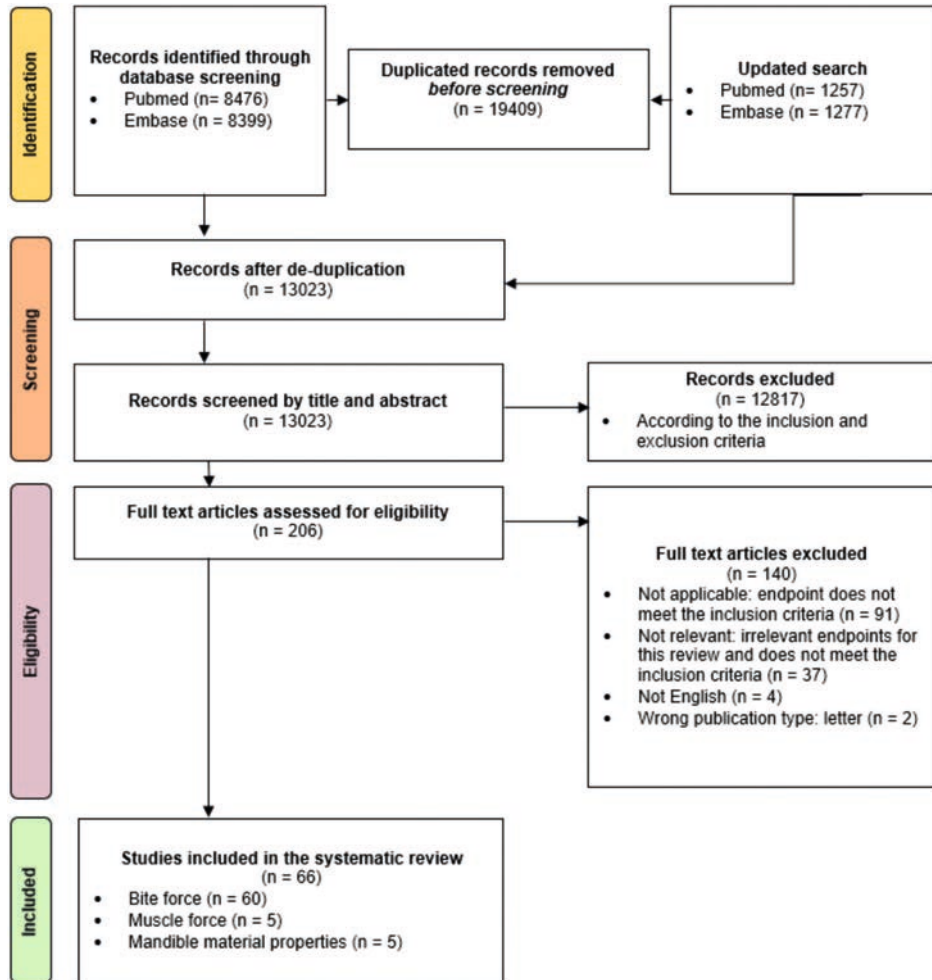 Identification
Records identified through
database screening
• Pubmed (n= 8476)
• Embase (n = 8399)
Duplicated records removed
before screening
(n = 19409)
Updated search
• Pubmed (n= 1257)
• Embase (n = 1277)
Screening
Records after de-duplication
(n = 13023)
Records screened by title and abstract
(n = 13023)
Records excluded
(n = 12817)
• According to the inclusion and
exclusion criteria
Eligibility
Full text articles assessed for eligibility
(n = 206)
Full text articles excluded
(n = 140)
• Not applicable: endpoint does not
meet the inclusion criteria (n = 91)
• Not relevant: irrelevant endpoints for
this review and does not meet the
inclusion criteria (n = 37)
• Not English (n = 4)
• Wrong publication type: letter (n = 2)
Included
Studies included in the systematic review
(n = 66)
• Bite force (n = 60)
• Muscle force (n = 5)
• Mandible material properties (n = 5)